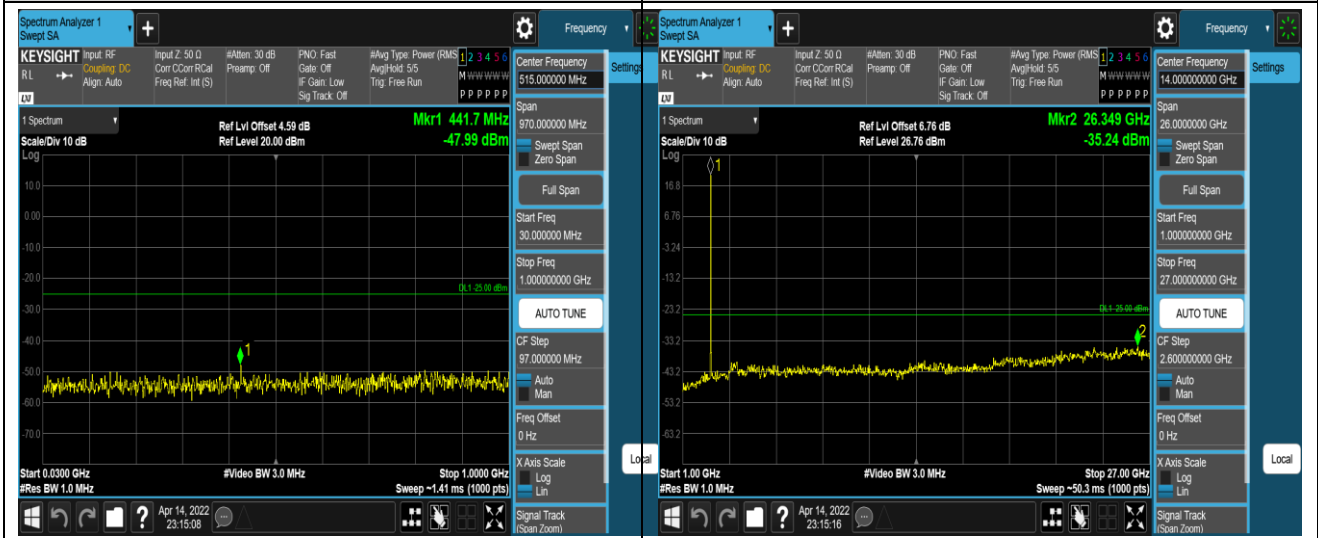 Spectrum Analyzer 1
Swept SA
+
Frequency
KEYSIGHT
Input: RF
Coupling: DC
Align: Auto
Input Z: 50 Ω
Corr CCorr RCal
Freq Ref: Int (S)
#Atten: 30 dB
Preamp: Off
PNO: Fast
Gate: Off
IF Gain: Low
Sig Track: Off
#Avg Type: Power (RMS
Avg|Hold: 5/5
Trig: Free Run
1 2 3 4 5 6
M W W W W W
P P P P P P
RL
LXI
Center Frequency
515.000000 MHz
Settings
Span
970.000000 MHz
Swept Span
Zero Span
Full Span
Start Freq
30.000000 MHz
Stop Freq
1.000000000 GHz
AUTO TUNE
CF Step
97.000000 MHz
Auto
Man
Freq Offset
0 Hz
X Axis Scale
Log
Lin
Local
Signal Track
(Span Zoom)
1 Spectrum
Scale/Div 10 dB
Log
Ref Lvl Offset 4.59 dB
Ref Level 20.00 dBm
Mkr1 441.7 MHz
-47.99 dBm
10.0
0.00
-10.0
-20.0
DL1 -25.00 dBm
-30.0
-40.0
1
-50.0
-60.0
-70.0
Start 0.0300 GHz
#Res BW 1.0 MHz
#Video BW 3.0 MHz
Stop 1.0000 GHz
Sweep ~1.41 ms (1000 pts)
?
Apr 14, 2022
23:15:08
Spectrum Analyzer 1
Swept SA
+
Frequency
KEYSIGHT
Input: RF
Coupling: DC
Align: Auto
Input Z: 50 Ω
Corr CCorr RCal
Freq Ref: Int (S)
#Atten: 30 dB
Preamp: Off
PNO: Fast
Gate: Off
IF Gain: Low
Sig Track: Off
#Avg Type: Power (RMS
Avg|Hold: 5/5
Trig: Free Run
1 2 3 4 5 6
M W W W W W
P P P P P P
RL
LXI
Center Frequency
14.000000000 GHz
Settings
Span
26.0000000 GHz
Swept Span
Zero Span
Full Span
Start Freq
1.000000000 GHz
Stop Freq
27.000000000 GHz
AUTO TUNE
CF Step
2.600000000 GHz
Auto
Man
Freq Offset
0 Hz
X Axis Scale
Log
Lin
Local
Signal Track
(Span Zoom)
1 Spectrum
Scale/Div 10 dB
Log
Ref Lvl Offset 6.76 dB
Ref Level 26.76 dBm
Mkr2 26.349 GHz
-35.24 dBm
1
16.8
6.76
-3.24
-13.2
-23.2
DL1 -25.00 dBm
2
-33.2
-43.2
-53.2
-63.2
Start 1.00 GHz
#Res BW 1.0 MHz
#Video BW 3.0 MHz
Stop 27.00 GHz
Sweep ~50.3 ms (1000 pts)
?
Apr 14, 2022
23:15:16